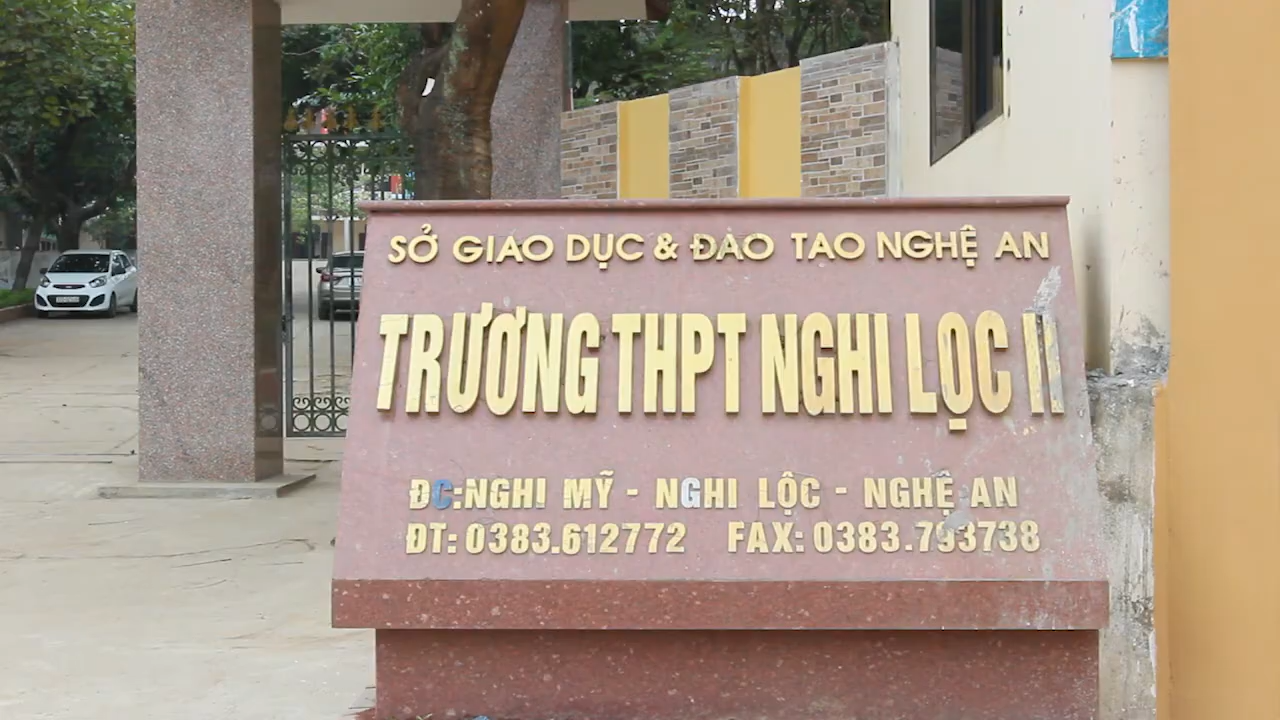 SỞ GIAO DỤC & ĐAO TAO NGHỆ AN
TRƯƠNG THPT NGHI LỌC II
ĐC:NGHI MỸ - NGHI LỘC - NGHỆ AN
ĐT: 0383.612772 FAX: 0383.793738